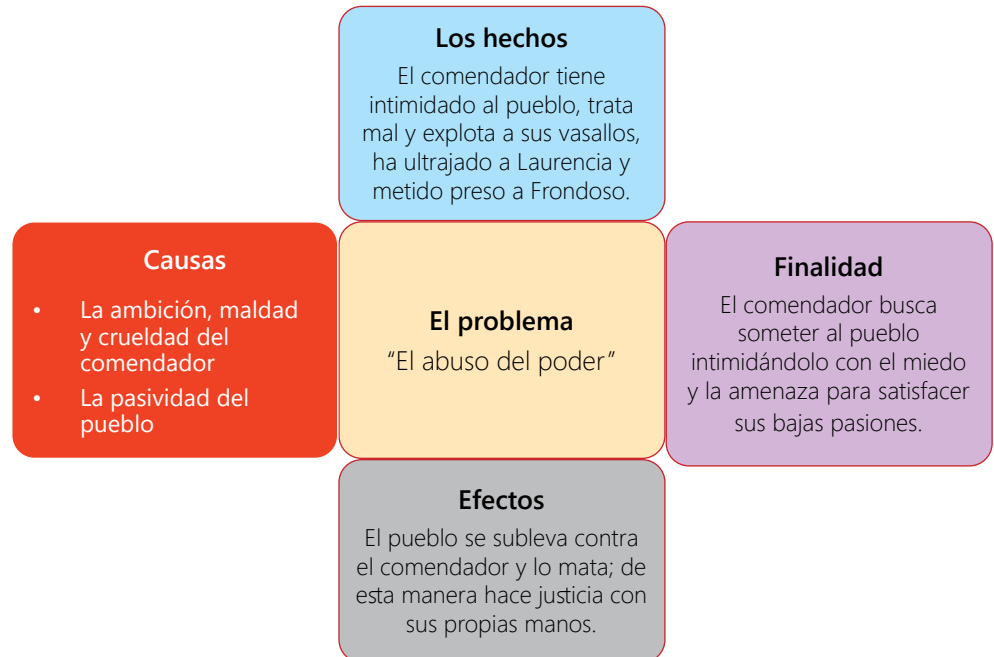 Los hechos
El comendador tiene
intimidado al pueblo, trata
mal y explota a sus vasallos,
ha ultrajado a Laurencia y
metido preso a Frondoso.
Causas
• La ambición, maldad
y crueldad del
comendador
• La pasividad del
pueblo
El problema
“El abuso del poder”
Finalidad
El comendador busca
someter al pueblo
intimidándolo con el miedo
y la amenaza para satisfacer
sus bajas pasiones.
Efectos
El pueblo se subleva contra
el comendador y lo mata; de
esta manera hace justicia con
sus propias manos.